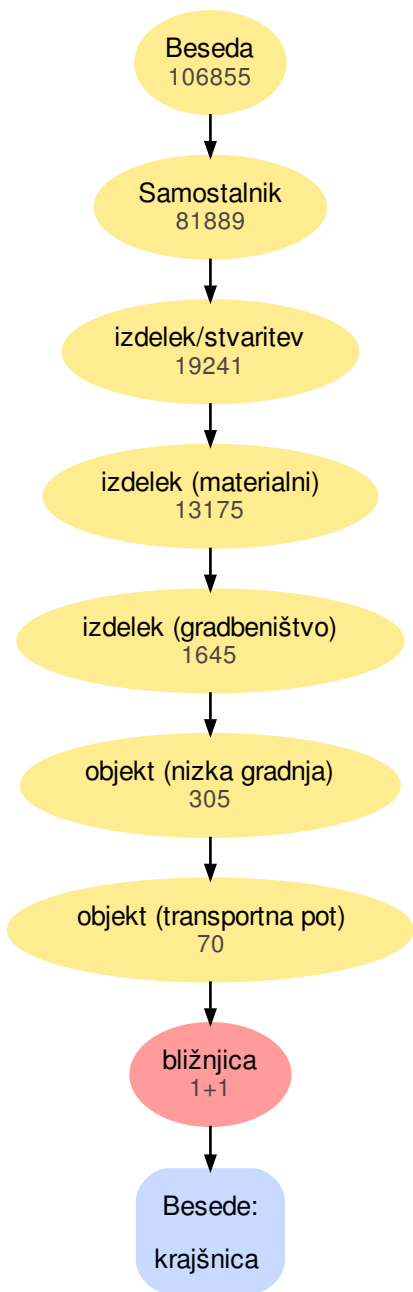 Beseda
106855
Samostalnik
81889
izdelek/stvaritev
19241
izdelek (materialni)
13175
izdelek (gradbeništvo)
1645
objekt (nizka gradnja)
305
objekt (transportna pot)
70
bližnjica
1+1
Besede:
krajšnica